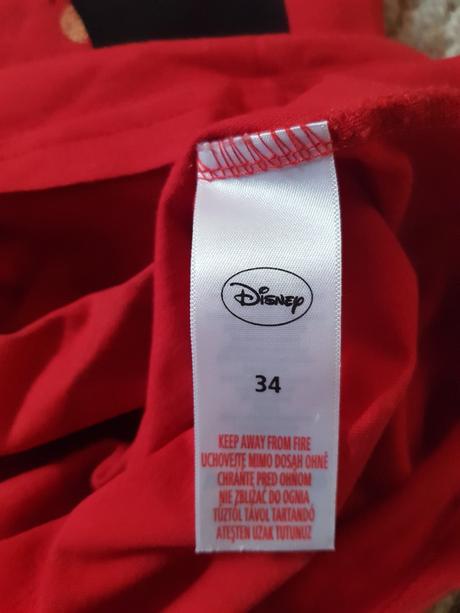 Disney
34
KEEP AWAY FROM FIRE
UCHOVEJTE MIMO DOSAH OHNĚ
CHRÁŇTE PRED OHŇOM
NIE ZBLIŻAĆ DO OGNIA
TŰZTŐL TÁVOL TARTANDÓ
ATEŞTEN UZAK TUTUNUZ